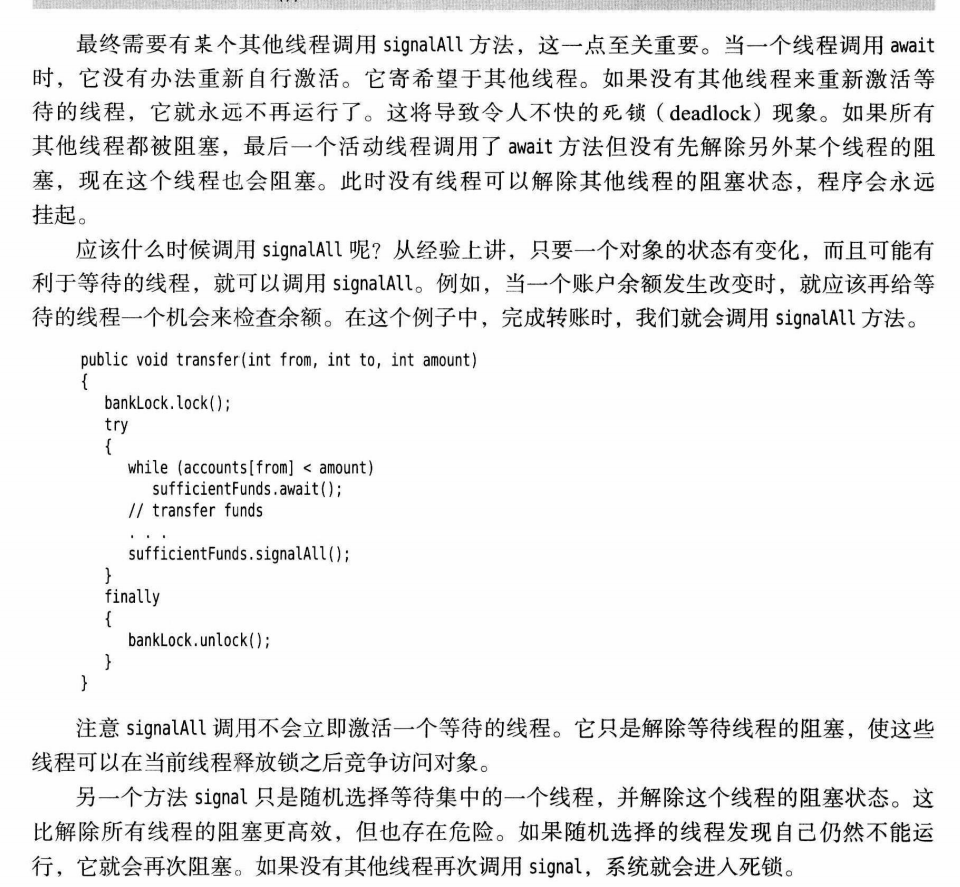 最终需要有某个其他线程调用 signalAll 方法，这一点至关重要。当一个线程调用 await
时，它没有办法重新自行激活。它寄希望于其他线程。如果没有其他线程来重新激活等
待的线程，它就永远不再运行了。这将导致令人不快的死锁（deadlock）现象。如果所有
其他线程都被阻塞，最后一个活动线程调用了 await 方法但没有先解除另外某个线程的阻
塞，现在这个线程也会阻塞。此时没有线程可以解除其他线程的阻塞状态，程序会永远
挂起。
应该什么时候调用 signalAll 呢？从经验上讲，只要一个对象的状态有变化，而且可能有
利于等待的线程，就可以调用 signalAll。例如，当一个账户余额发生改变时，就应该再给等
待的线程一个机会来检查余额。在这个例子中，完成转账时，我们就会调用 signalAll 方法。
public void transfer(int from, int to, int amount)
{
bankLock.lock();
try
{
while (accounts[from] < amount)
sufficientFunds.await();
// transfer funds
. . .
sufficientFunds.signalAll();
}
finally
{
bankLock.unlock();
}
}
注意 signalAll 调用不会立即激活一个等待的线程。它只是解除等待线程的阻塞，使这些
线程可以在当前线程释放锁之后竞争访问对象。
另一个方法 signal 只是随机选择等待集中的一个线程，并解除这个线程的阻塞状态。这
比解除所有线程的阻塞更高效，但也存在危险。如果随机选择的线程发现自己仍然不能运
行，它就会再次阻塞。如果没有其他线程再次调用 signal，系统就会进入死锁。